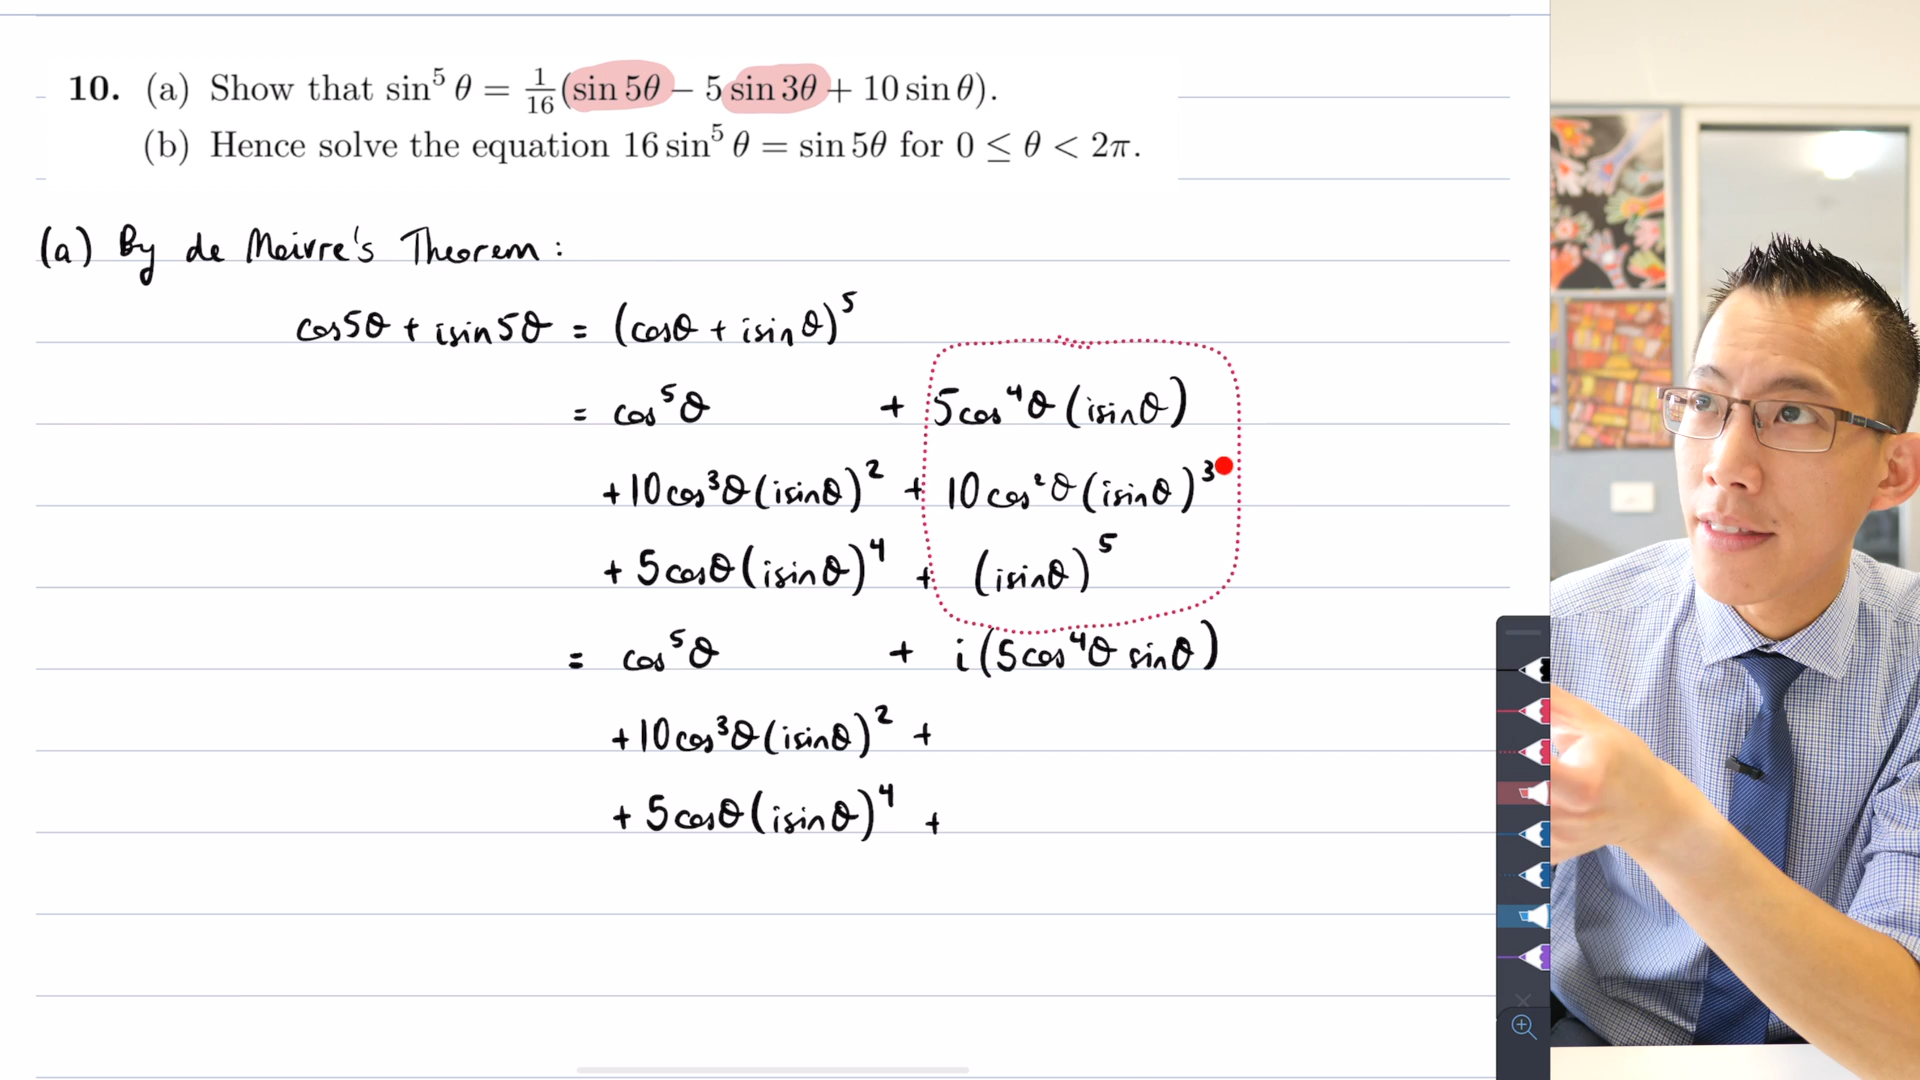 10. (a) Show that sin⁵ θ = 1/16 (sin 5θ − 5 sin 3θ + 10 sin θ).
(b) Hence solve the equation 16 sin⁵ θ = sin 5θ for 0 ≤ θ < 2π.
(a) By de Moivre's Theorem :
cos5θ + isin5θ = (cosθ + isinθ)⁵
= cos⁵θ + 5cos⁴θ(isinθ)
+10cos³θ(isinθ)² + 10cos²θ(isinθ)³
+ 5cosθ(isinθ)⁴ + (isinθ)⁵
= cos⁵θ + i(5cos⁴θ sinθ)
+10cos³θ(isinθ)² +
+ 5cosθ(isinθ)⁴ +